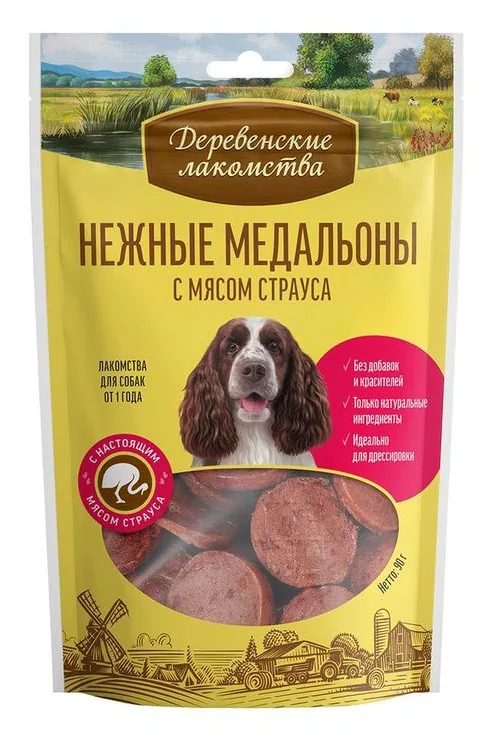 Деревенские
лакомства
НЕЖНЫЕ МЕДАЛЬОНЫ
С МЯСОМ СТРАУСА
ЛАКОМСТВА
ДЛЯ СОБАК
ОТ 1 ГОДА
✓ Без добавок
и красителей
✓ Только натуральные
ингредиенты
✓ Идеально
для дрессировки
С НАСТОЯЩИМ
МЯСОМ СТРАУСА
Нетто: 90 г